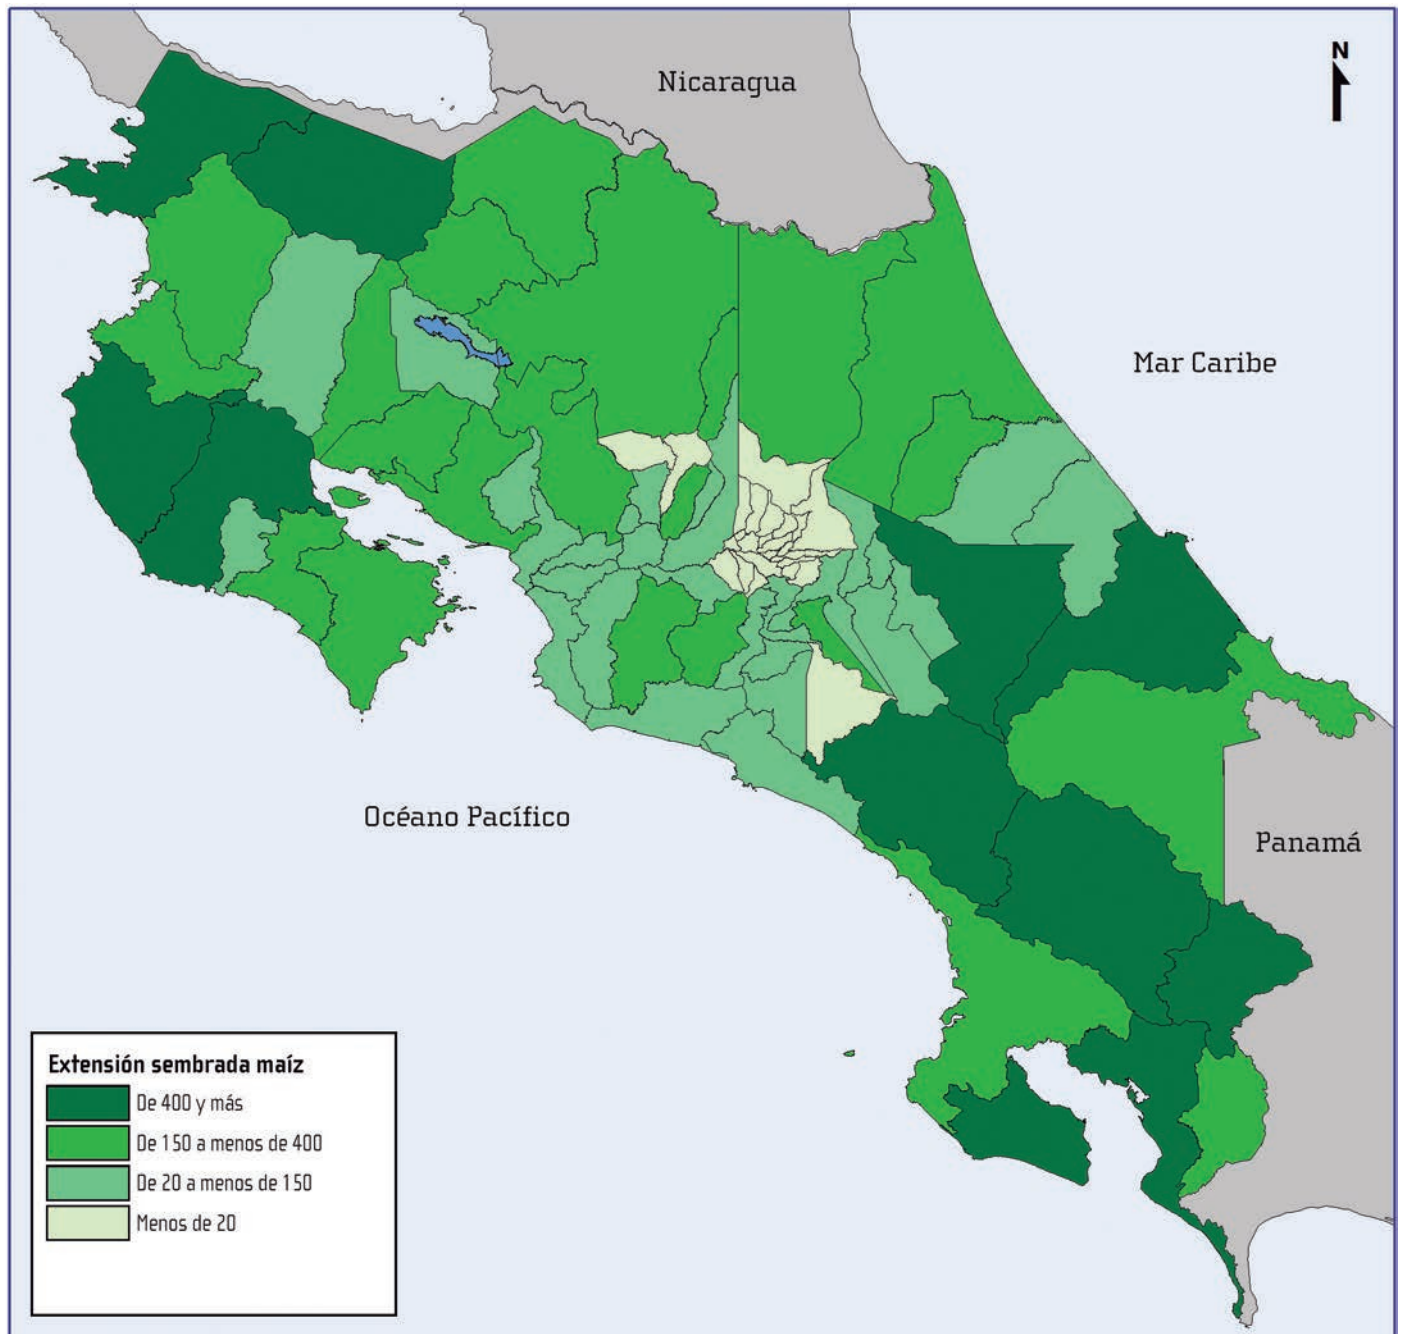 N
Nicaragua
Mar Caribe
Océano Pacífico
Panamá
Extensión sembrada maíz
De 400 y más
De 150 a menos de 400
De 20 a menos de 150
Menos de 20